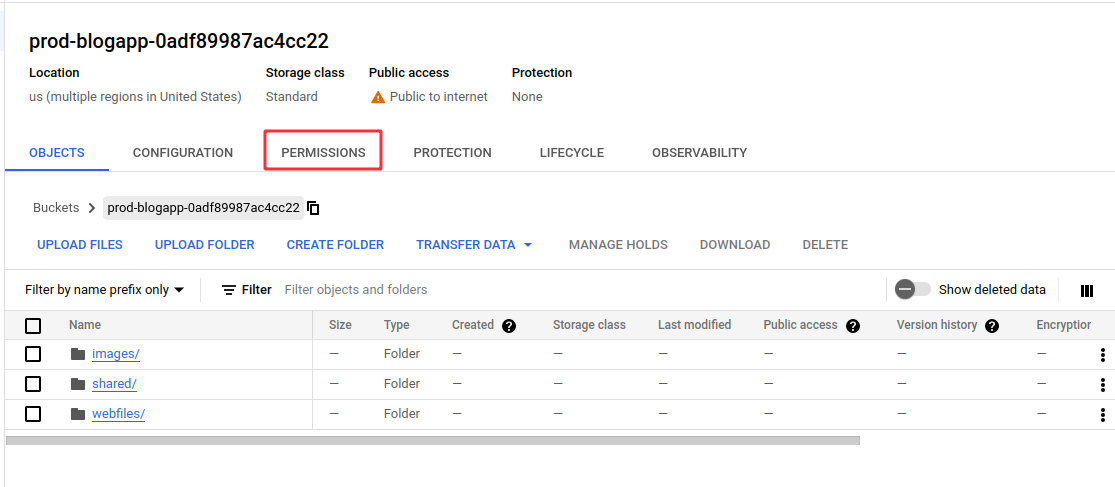 prod-blogapp-0adf89987ac4cc22
Location Storage class Public access Protection
us (multiple regions in United States) Standard Public to internet None
OBJECTS CONFIGURATION PERMISSIONS PROTECTION LIFECYCLE OBSERVABILITY
Buckets prod-blogapp-0adf89987ac4cc22
UPLOAD FILES UPLOAD FOLDER CREATE FOLDER TRANSFER DATA MANAGE HOLDS DOWNLOAD DELETE
Filter by name prefix only Filter Filter objects and folders Show deleted data
Name Size Type Created Storage class Last modified Public access Version history Encryption
images/ — Folder — — — — — —
shared/ — Folder — — — — — —
webfiles/ — Folder — — — — — —